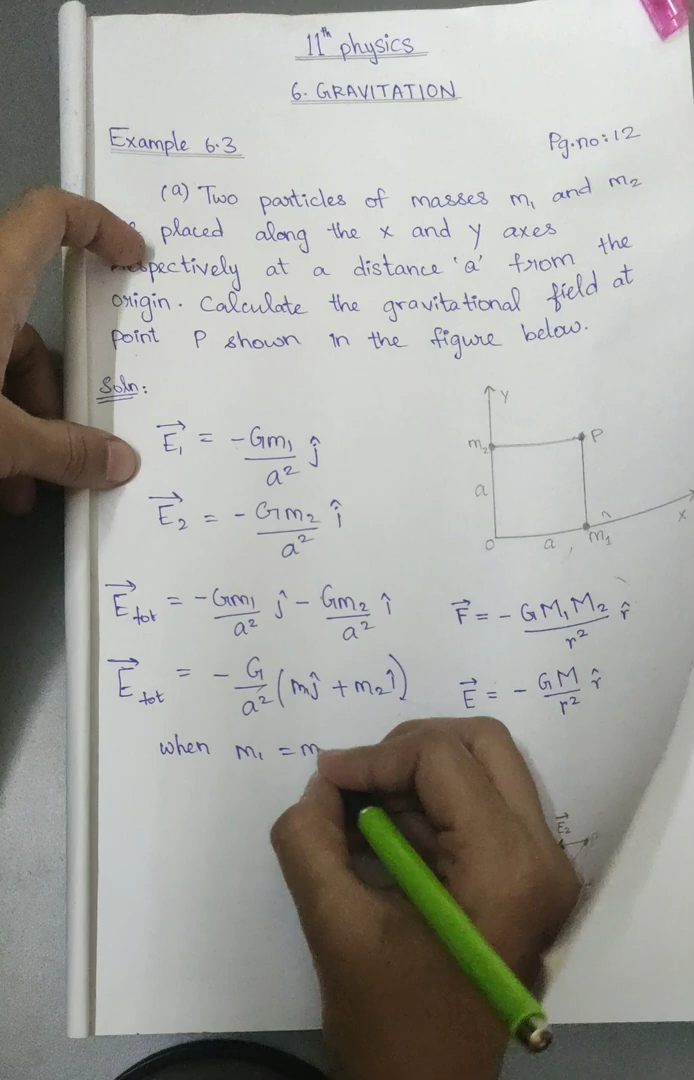 11th physics
6. GRAVITATION
Example 6.3
Pg.no:12
(a) Two particles of masses m₁ and m₂
placed along the x and y axes
respectively at a distance 'a' from the
origin. Calculate the gravitational field at
point P shown in the figure below.
Soln:
E⃗₁ = -Gm₁/a² ĵ
E⃗₂ = - Gm₂/a² î
E⃗tot = -Gm₁/a² ĵ - Gm₂/a² î
E⃗tot = - G/a² (m₁ĵ + m₂î)
when m₁ = m
Y
m₂
P
a
O
a
m₁
x
F⃗ = - GM₁M₂/r² r̂
E⃗ = - GM/r² r̂
E⃗₂
P